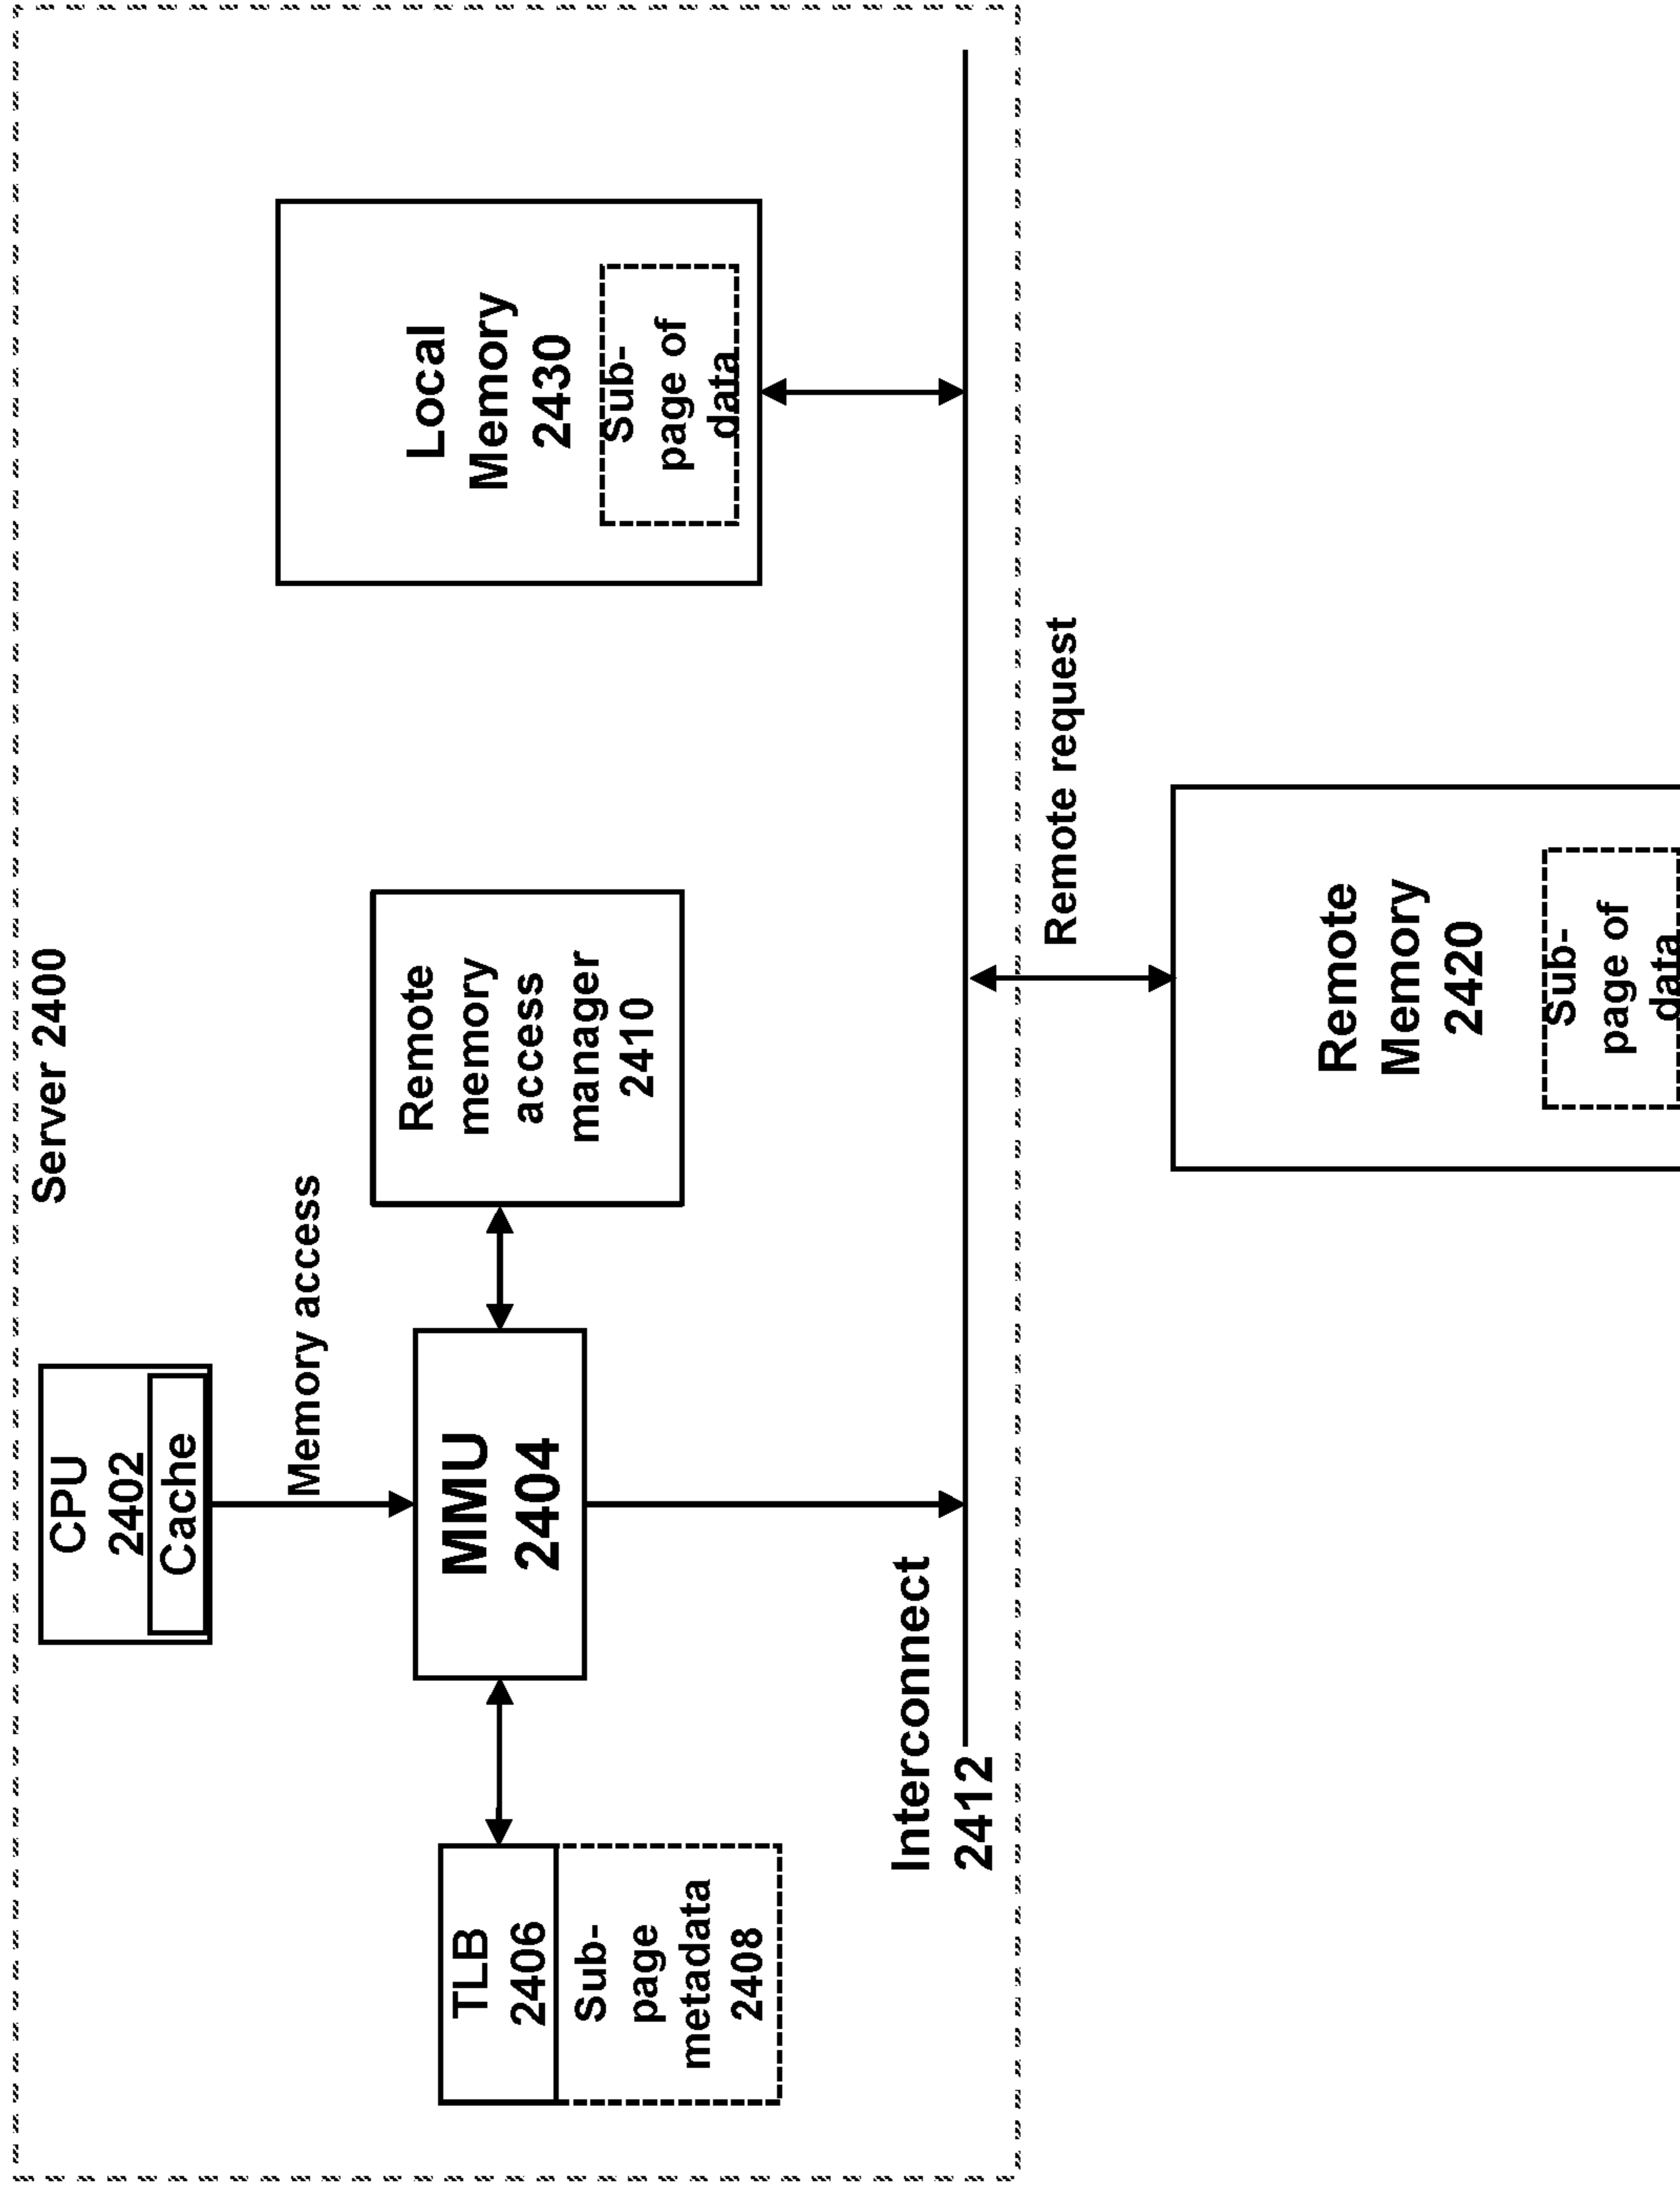 Server 2400
CPU
2402
Cache
Memory access
TLB
2406
Sub-
page
metadata
2408
MMU
2404
Remote
memory
access
manager
2410
Local
Memory
2430
Sub-
page of
data
Interconnect
2412
Remote request
Remote
Memory
2420
Sub-
page of
data